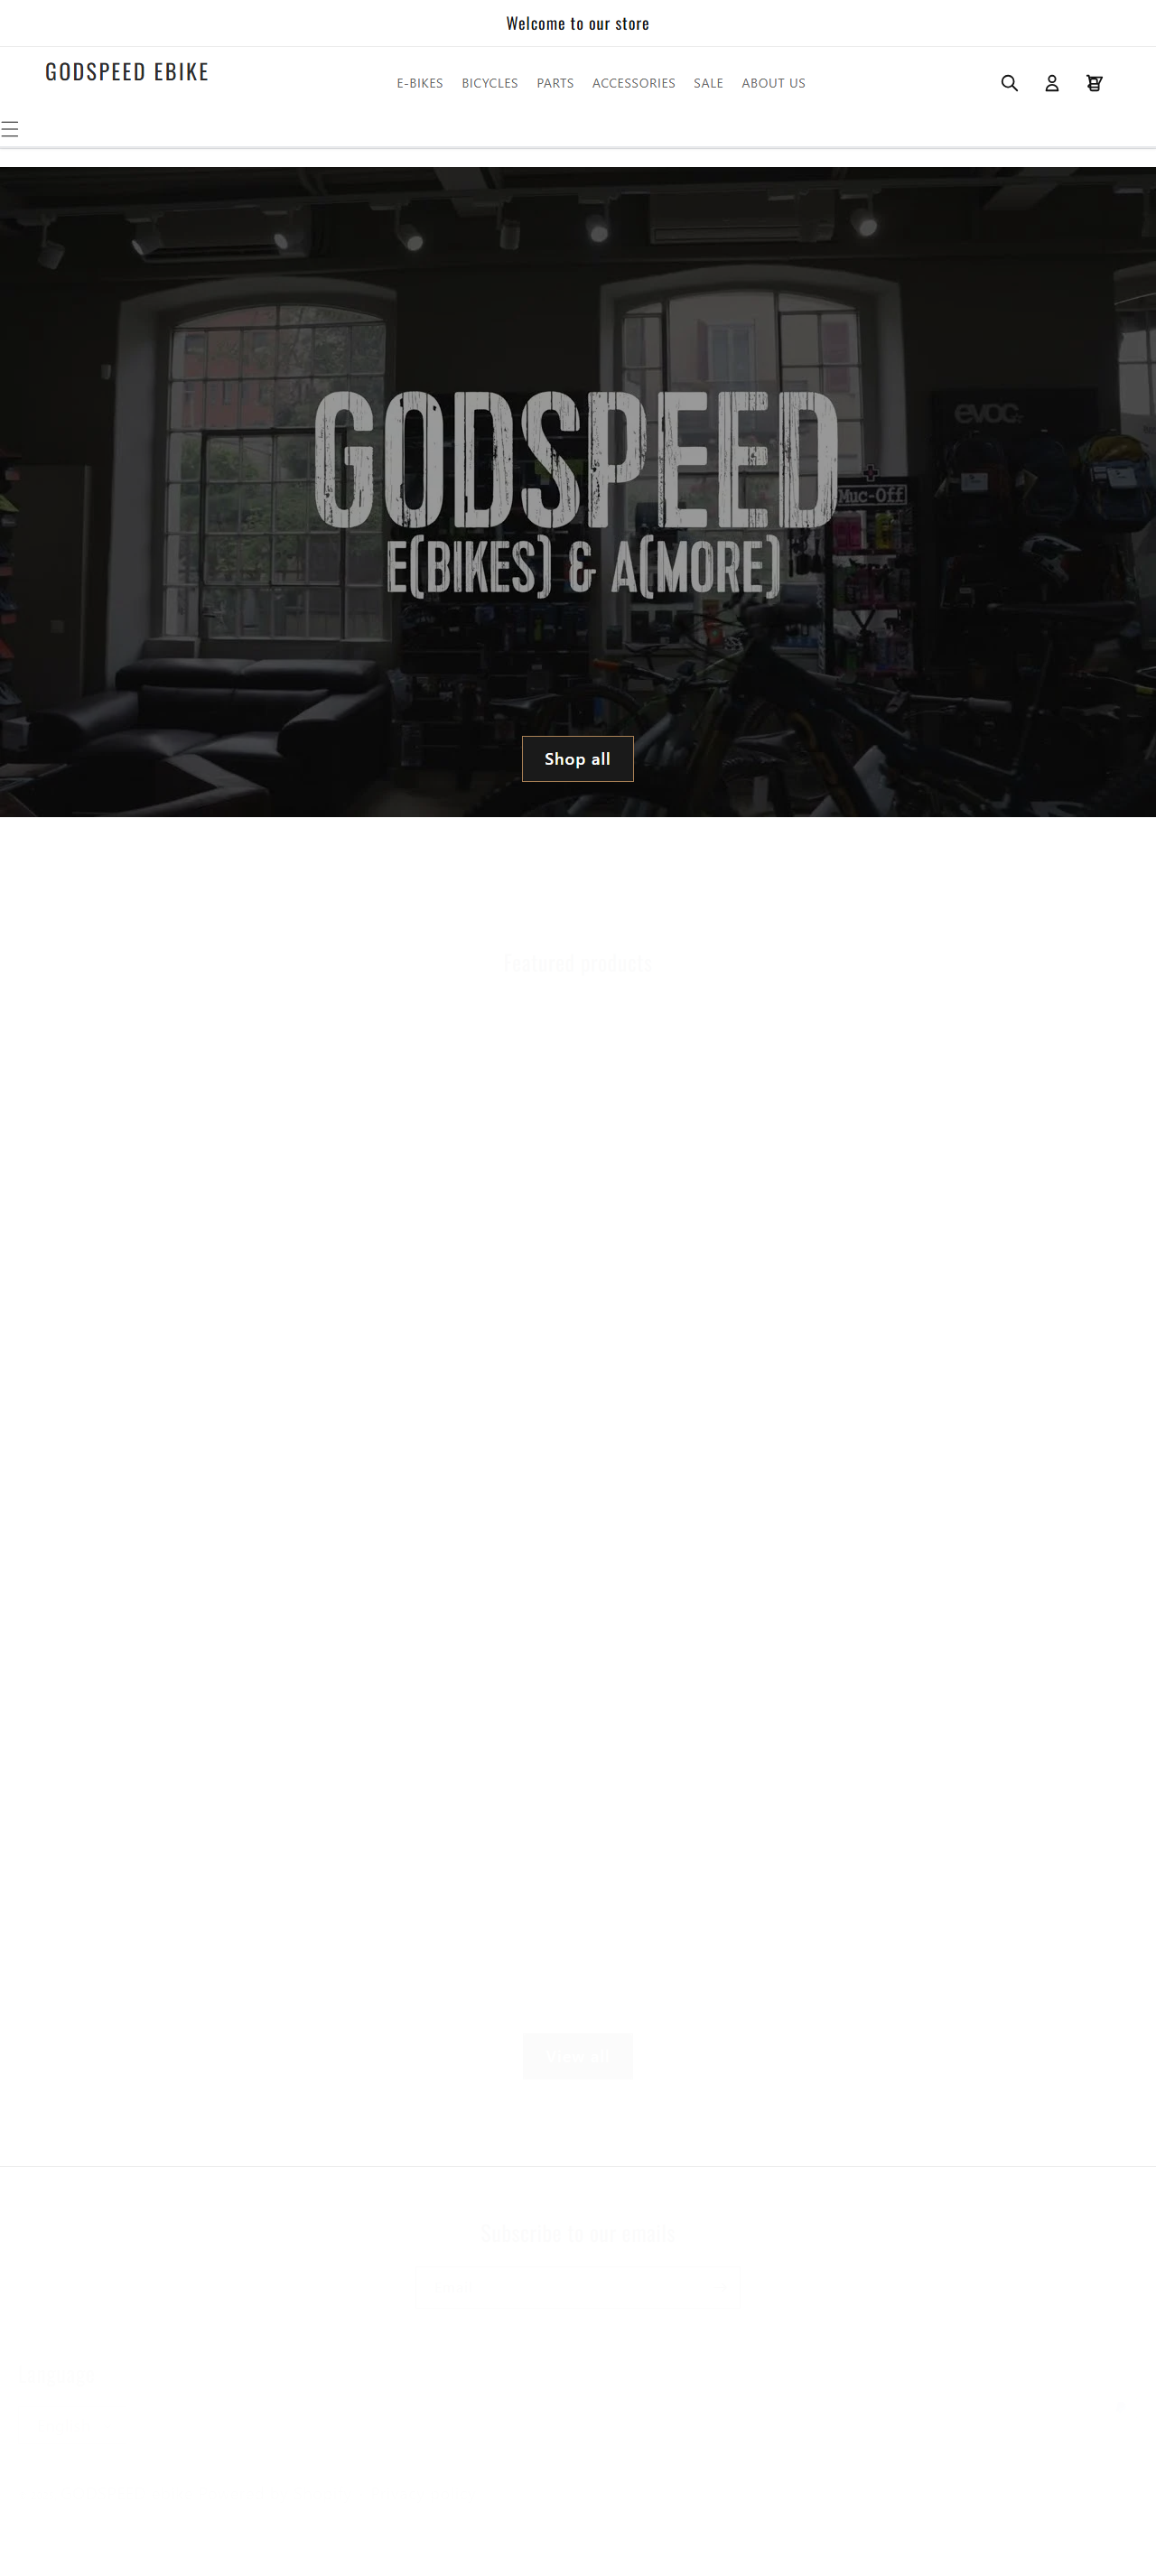 Welcome to our store
GODSPEED EBIKE
E-BIKES BICYCLES PARTS ACCESSORIES SALE ABOUT US
evoc
Muc-Off
GODSPEED
E(BIKES) & A(MORE)
Shop all
Featured products
View all
Subscribe to our emails